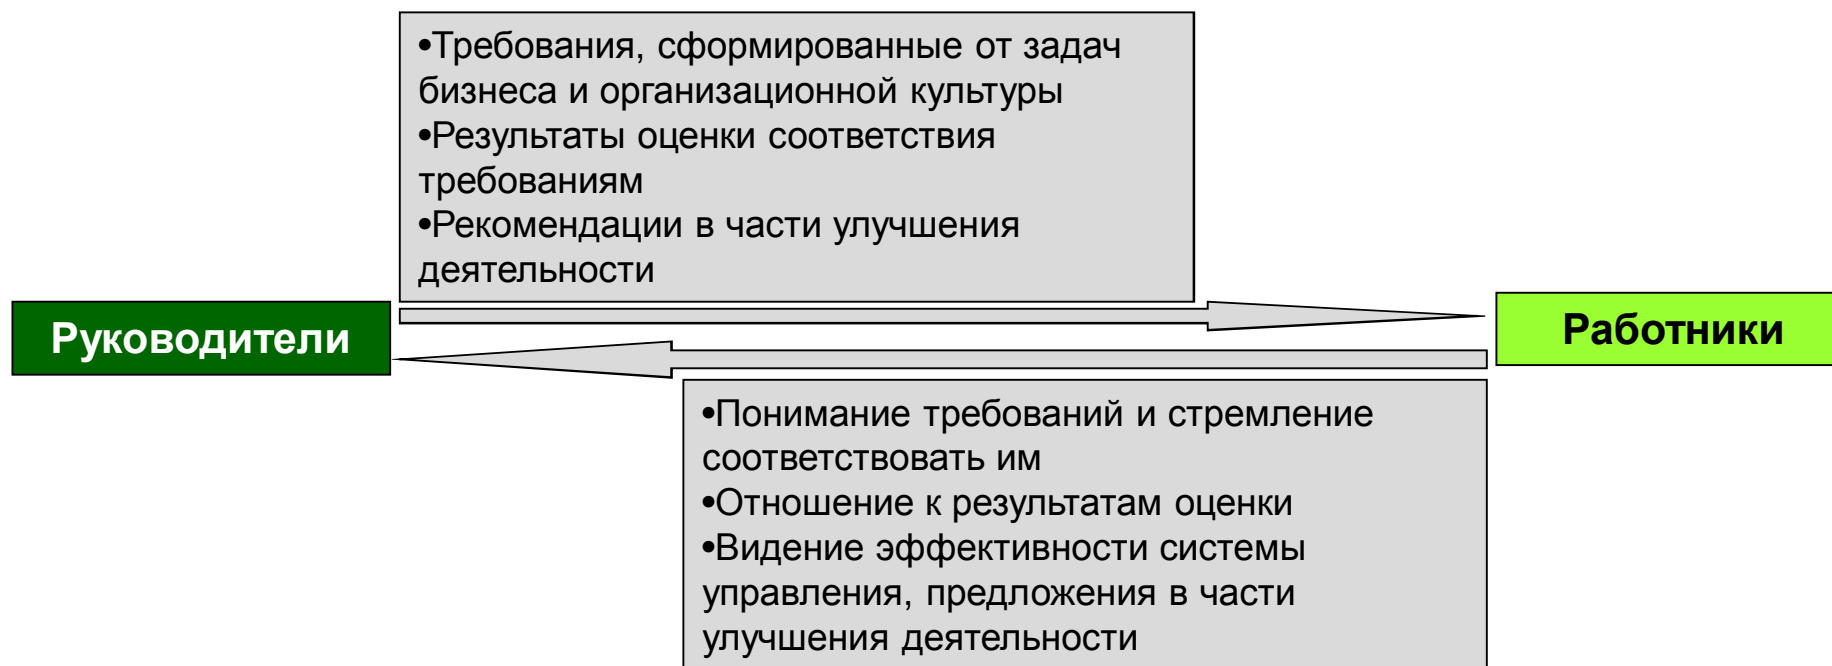 •Требования, сформированные от задач
бизнеса и организационной культуры
•Результаты оценки соответствия
требованиям
•Рекомендации в части улучшения
деятельности
Руководители
Работники
•Понимание требований и стремление
соответствовать им
•Отношение к результатам оценки
•Видение эффективности системы
управления, предложения в части
улучшения деятельности